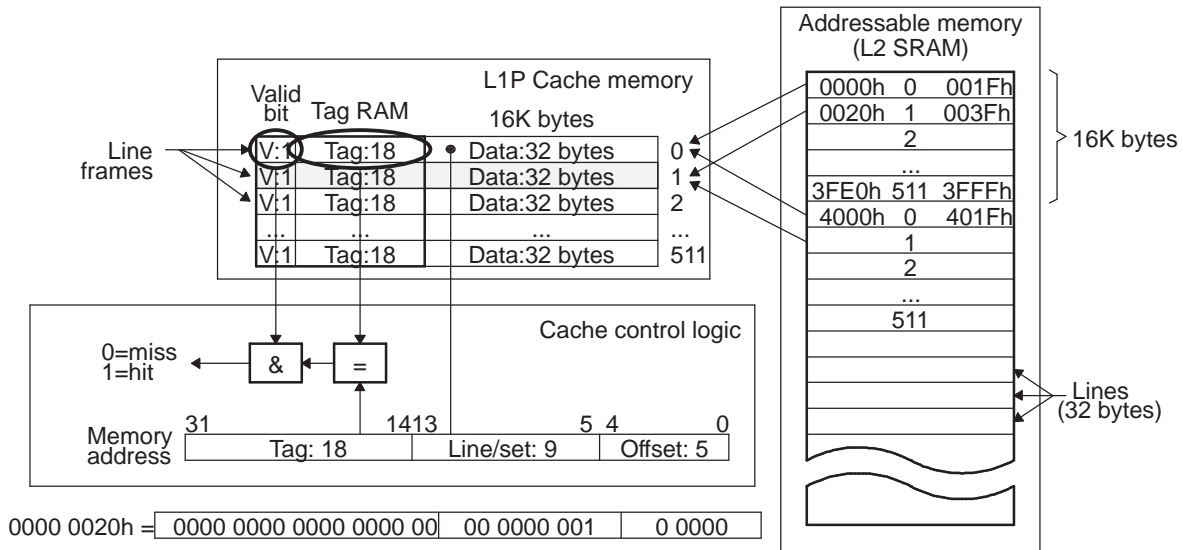 Addressable memory
(L2 SRAM)
L1P Cache memory
Valid
bit
Tag RAM
16K bytes
Line
frames
V:1 Tag:18 Data:32 bytes 0
V:1 Tag:18 Data:32 bytes 1
V:1 Tag:18 Data:32 bytes 2
... ... ... ...
V:1 Tag:18 Data:32 bytes 511
0000h 0 001Fh
0020h 1 003Fh
2
...
3FE0h 511 3FFFh
4000h 0 401Fh
1
2
...
511
16K bytes
Lines
(32 bytes)
Cache control logic
0=miss
1=hit
&
=
Memory
address
31 1413 5 4 0
Tag: 18 Line/set: 9 Offset: 5
0000 0020h = 0000 0000 0000 0000 00 00 0000 001 0 0000